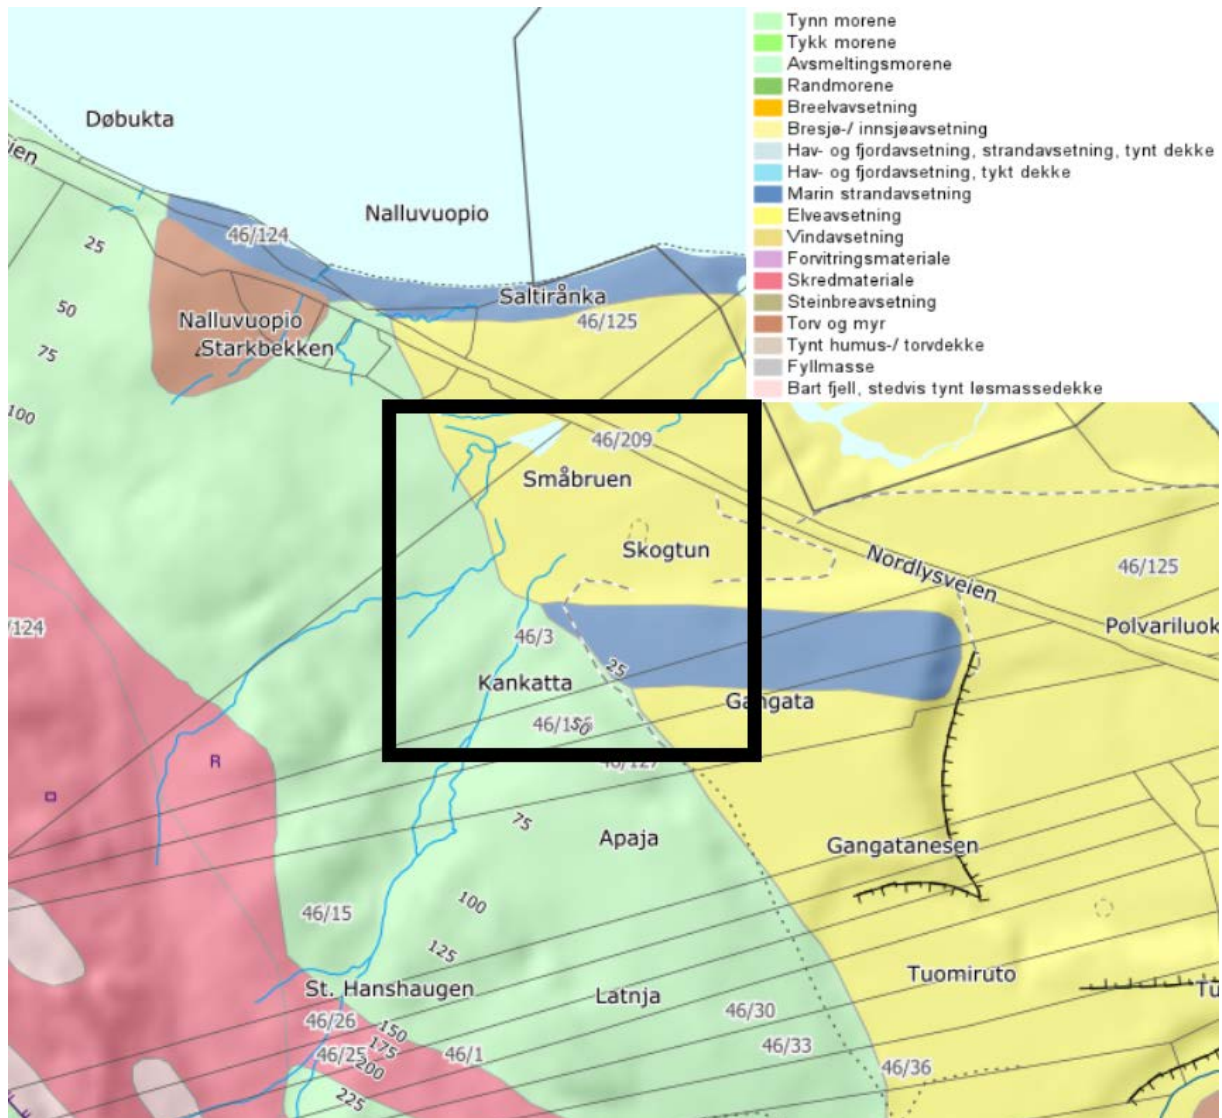 Tynn morene
Tykk morene
Avsmeltingsmorene
Randmorene
Breelvavsetning
Bresjø-/ innsjøavsetning
Hav- og fjordavsetning, strandavsetning, tynt dekke
Hav- og fjordavsetning, tykt dekke
Marin strandavsetning
Elveavsetning
Vindavsetning
Forvitringsmateriale
Skredmateriale
Steinbreavsetning
Torv og myr
Tynt humus-/ torvdekke
Fyllmasse
Bart fjell, stedvis tynt løsmassedekke
Døbukta
ien
Nalluvuopio
46/124
25
Saltirånka
50
Nalluvuopio
46/125
75
Starkbekken
100
46/209
Småbruen
Skogtun
Nordlysveien
46/125
/124
46/3
Polvariluok
25
Kankatta
Gangata
50
46/127
R
75
Apaja
Gangatanesen
100
46/15
125
Tuomiruto
St. Hanshaugen
Latnja
Tu
46/30
46/26
150
46/33
175
46/25
46/1
200
46/36
225